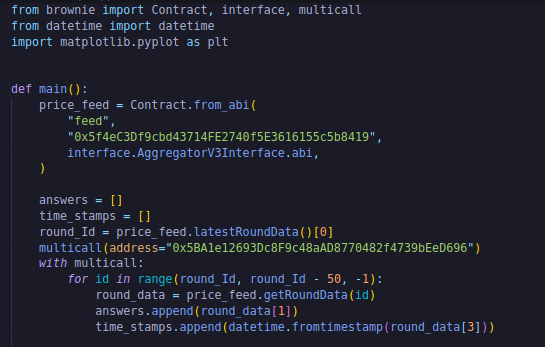 from brownie import Contract, interface, multicall
from datetime import datetime
import matplotlib.pyplot as plt
def main():
    price_feed = Contract.from_abi(
        "feed",
        "0x5f4eC3Df9cbd43714FE2740f5E3616155c5b8419",
        interface.AggregatorV3Interface.abi,
    )
    answers = []
    time_stamps = []
    round_Id = price_feed.latestRoundData()[0]
    multicall(address="0x5BA1e12693Dc8F9c48aAD8770482f4739bEeD696")
    with multicall:
        for id in range(round_Id, round_Id - 50, -1):
            round_data = price_feed.getRoundData(id)
            answers.append(round_data[1])
            time_stamps.append(datetime.fromtimestamp(round_data[3]))